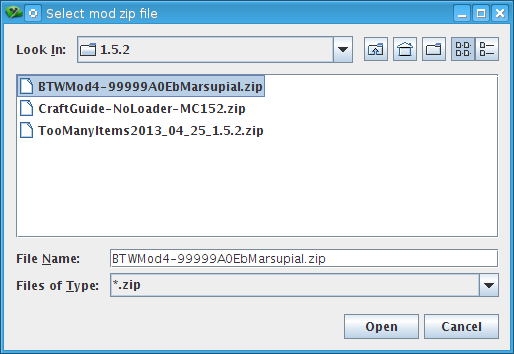 Select mod zip file
Look In: 1.5.2
BTWMod4-99999A0EbMarsupial.zip
CraftGuide-NoLoader-MC152.zip
TooManyItems2013_04_25_1.5.2.zip
File Name: BTWMod4-99999A0EbMarsupial.zip
Files of Type: *.zip
Open Cancel